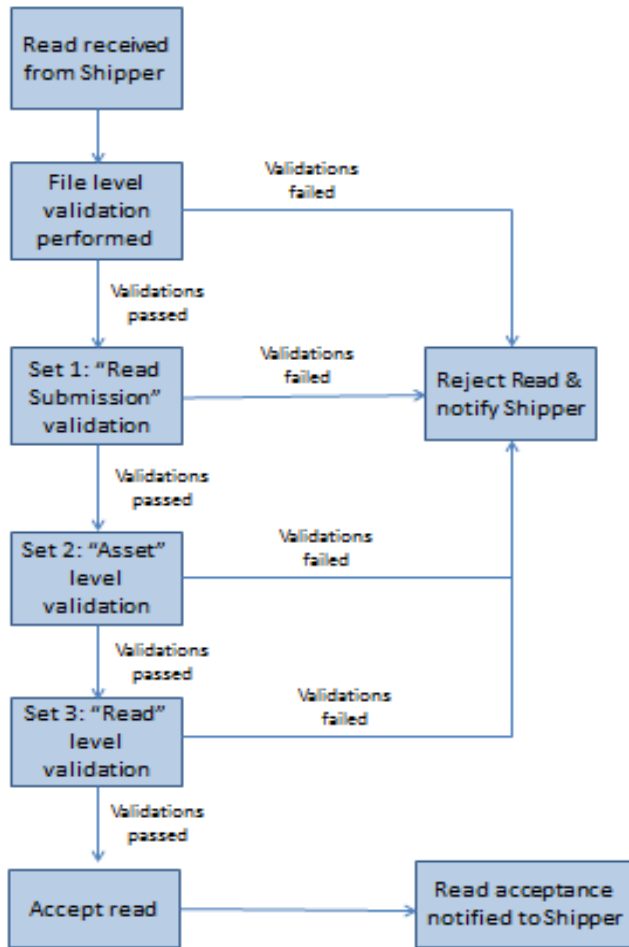 Read received
from Shipper
File level
validation
performed
Validations
failed
Validations
passed
Set 1: “Read
Submission”
validation
Validations
failed
Reject Read &
notify Shipper
Validations
passed
Set 2: “Asset”
level
validation
Validations
failed
Validations
passed
Set 3: “Read”
level
validation
Validations
failed
Validations
passed
Accept read
Read acceptance
notified to Shipper